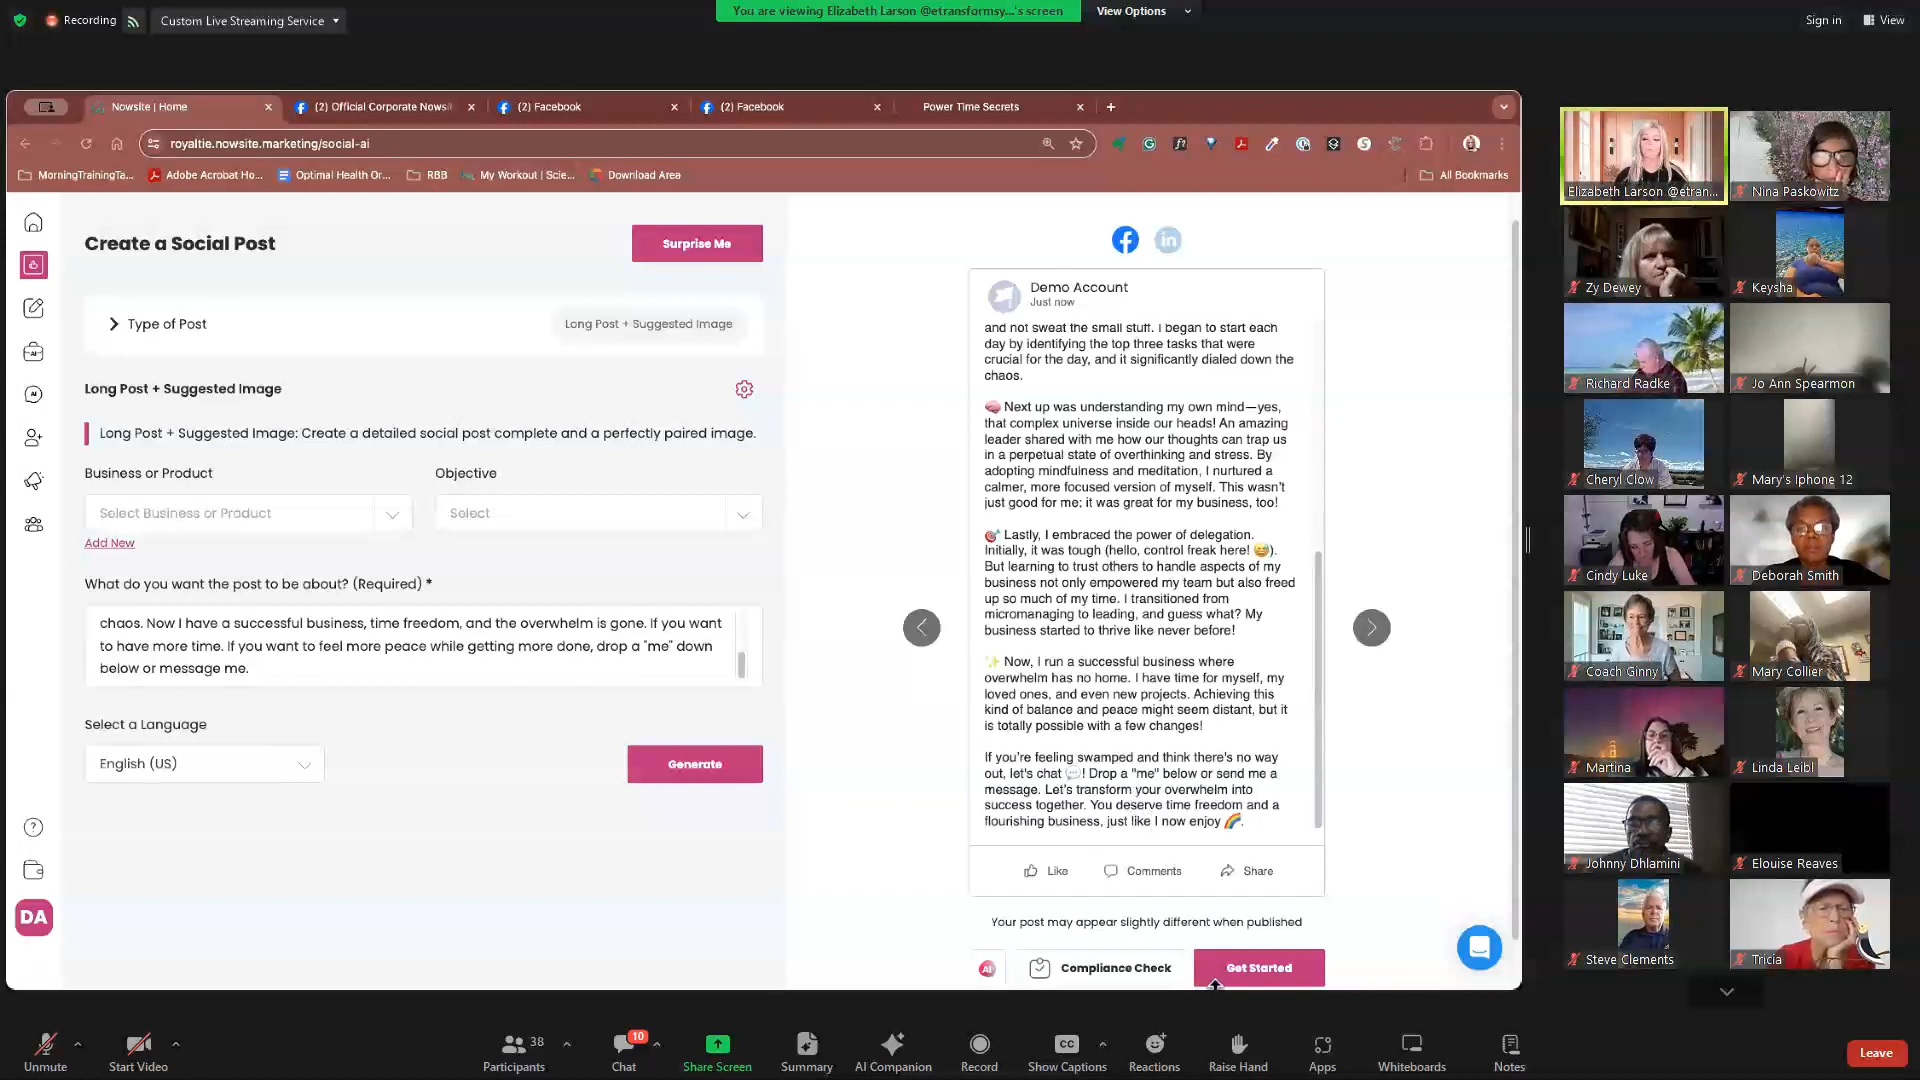 Recording
Custom Live Streaming Service
You are viewing Elizabeth Larson @etransformsy...'s screen
View Options
Sign in
View
Nowsite | Home
(2) Official Corporate Nowsi
(2) Facebook
(2) Facebook
Power Time Secrets
royaltie.nowsite.marketing/social-ai
MorningTrainingTa...
Adobe Acrobat Ho...
Optimal Health Or...
RBB
My Workout | Scie...
Download Area
All Bookmarks
Create a Social Post
Surprise Me
Type of Post
Long Post + Suggested Image
Long Post + Suggested Image
Long Post + Suggested Image: Create a detailed social post complete and a perfectly paired image.
Business or Product
Objective
Select Business or Product
Select ...
Add New
What do you want the post to be about? (Required) *
chaos. Now I have a successful business, time freedom, and the overwhelm is gone. If you want
to have more time. If you want to feel more peace while getting more done, drop a "me" down
below or message me.
Select a Language
English (US)
Generate
DA
in
Demo Account
Just now
and not sweat the small stuff. I began to start each
day by identifying the top three tasks that were
crucial for the day, and it significantly dialed down the
chaos.
🧠 Next up was understanding my own mind—yes,
that complex universe inside our heads! An amazing
leader shared with me how our thoughts can trap us
in a perpetual state of overthinking and stress. By
adopting mindfulness and meditation, I nurtured a
calmer, more focused version of myself. This wasn't
just good for me; it was great for my business, too!
🎯 Lastly, I embraced the power of delegation.
Initially, it was tough (hello, control freak here! 😅).
But learning to trust others to handle aspects of my
business not only empowered my team but also freed
up so much of my time. I transitioned from
micromanaging to leading, and guess what? My
business started to thrive like never before!
✨ Now, I run a successful business where
overwhelm has no home. I have time for myself, my
loved ones, and even new projects. Achieving this
kind of balance and peace might seem distant, but it
is totally possible with a few changes!
If you're feeling swamped and think there's no way
out, let's chat 💬! Drop a "me" below or send me a
message. Let's transform your overwhelm into
success together. You deserve time freedom and a
flourishing business, just like I now enjoy 🌈.
Like
Comments
Share
Your post may appear slightly different when published
AI
Compliance Check
Get Started
Elizabeth Larson @etran...
Nina Paskowitz
Zy Dewey
Keysha
Richard Radke
Jo Ann Spearmon
Cheryl Clow
Mary's Iphone 12
Cindy Luke
Deborah Smith
Coach Ginny
Mary Collier
Martina
Linda Leibl
Johnny Dhlamini
Elouise Reaves
Steve Clements
Tricia
Unmute
Start Video
Participants
38
Chat
10
Share Screen
Summary
AI Companion
Record
CC
Show Captions
Reactions
Raise Hand
Apps
Whiteboards
Notes
Leave